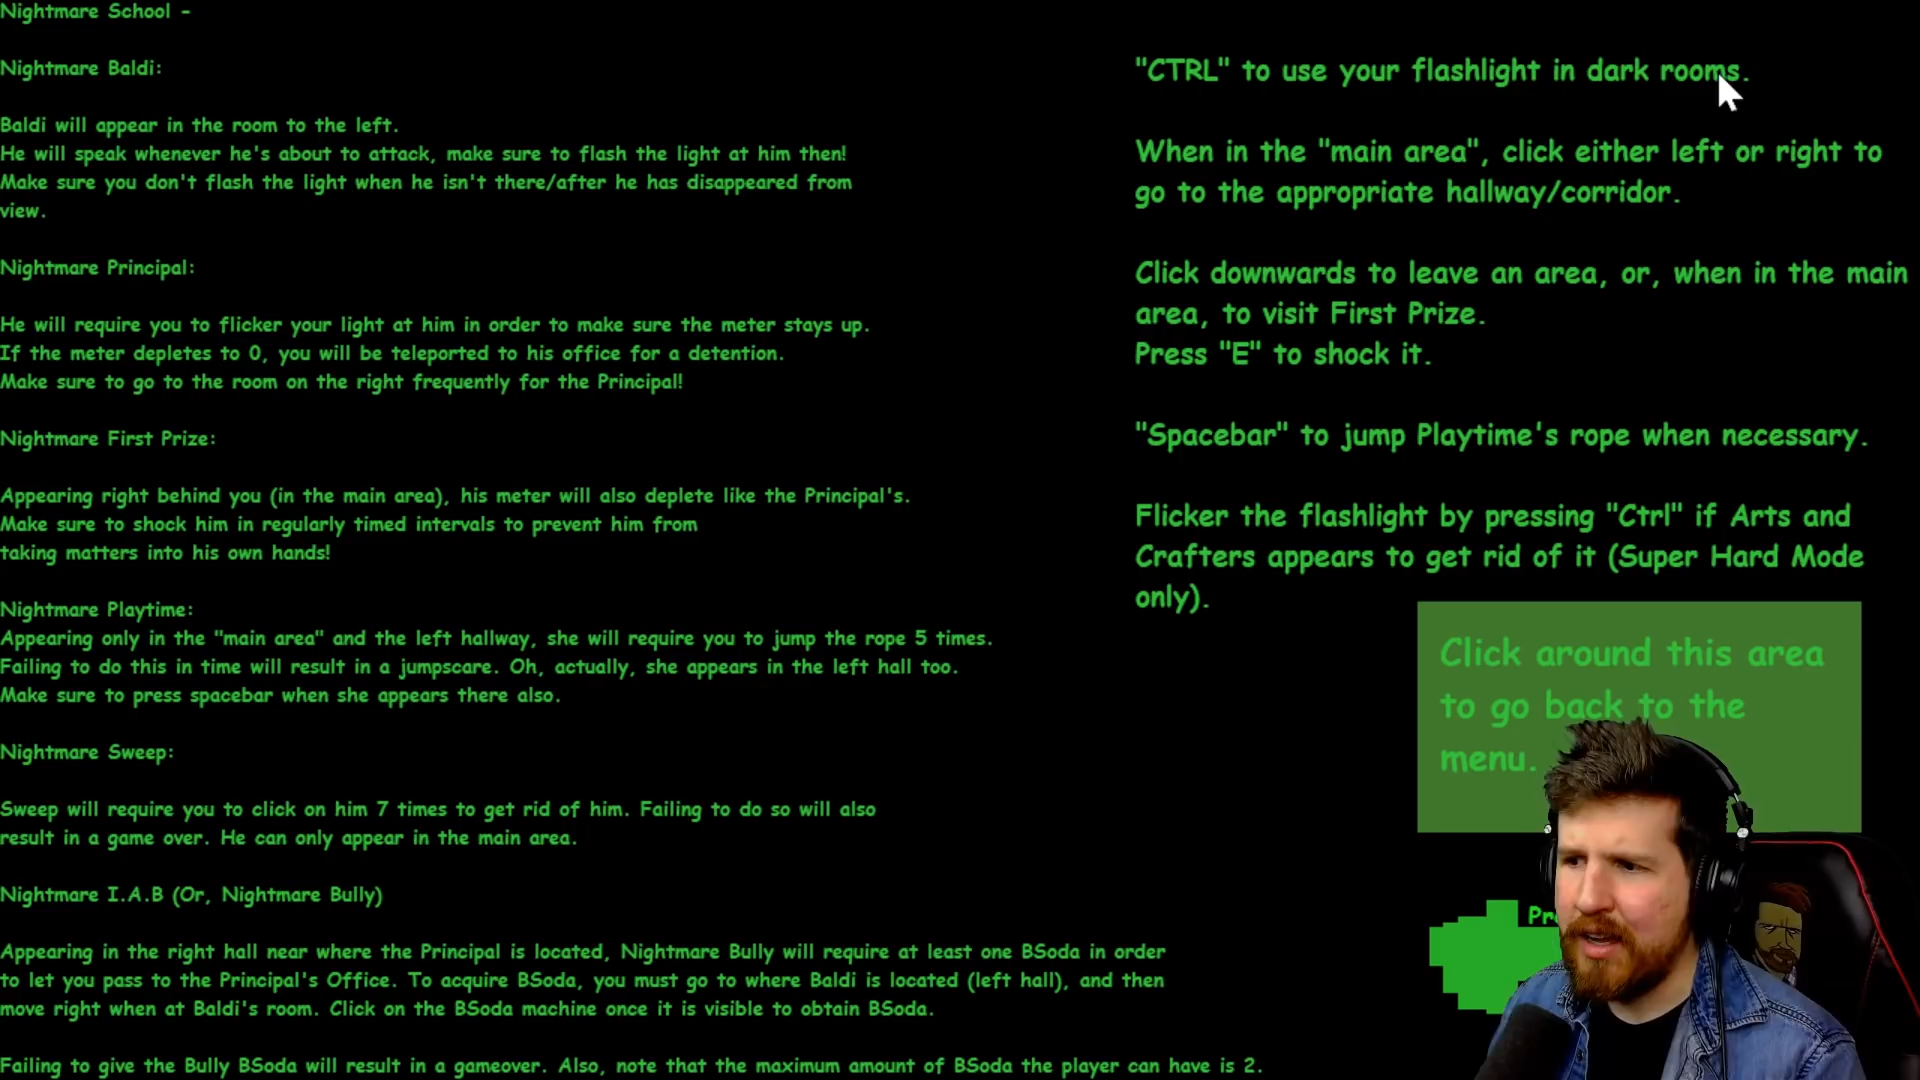 Nightmare School -
Nightmare Baldi:
Baldi will appear in the room to the left.
He will speak whenever he's about to attack, make sure to flash the light at him then!
Make sure you don't flash the light when he isn't there/after he has disappeared from
view.
Nightmare Principal:
He will require you to flicker your light at him in order to make sure the meter stays up.
If the meter depletes to 0, you will be teleported to his office for a detention.
Make sure to go to the room on the right frequently for the Principal!
Nightmare First Prize:
Appearing right behind you (in the main area), his meter will also deplete like the Principal's.
Make sure to shock him in regularly timed intervals to prevent him from
taking matters into his own hands!
Nightmare Playtime:
Appearing only in the "main area" and the left hallway, she will require you to jump the rope 5 times.
Failing to do this in time will result in a jumpscare. Oh, actually, she appears in the left hall too.
Make sure to press spacebar when she appears there also.
Nightmare Sweep:
Sweep will require you to click on him 7 times to get rid of him. Failing to do so will also
result in a game over. He can only appear in the main area.
Nightmare I.A.B (Or, Nightmare Bully)
Appearing in the right hall near where the Principal is located, Nightmare Bully will require at least one BSoda in order
to let you pass to the Principal's Office. To acquire BSoda, you must go to where Baldi is located (left hall), and then
move right when at Baldi's room. Click on the BSoda machine once it is visible to obtain BSoda.
Failing to give the Bully BSoda will result in a gameover. Also, note that the maximum amount of BSoda the player can have is 2.
"CTRL" to use your flashlight in dark rooms.
When in the "main area", click either left or right to
go to the appropriate hallway/corridor.
Click downwards to leave an area, or, when in the main
area, to visit First Prize.
Press "E" to shock it.
"Spacebar" to jump Playtime's rope when necessary.
Flicker the flashlight by pressing "Ctrl" if Arts and
Crafters appears to get rid of it (Super Hard Mode
only).
Click around this area
to go back to the
menu.